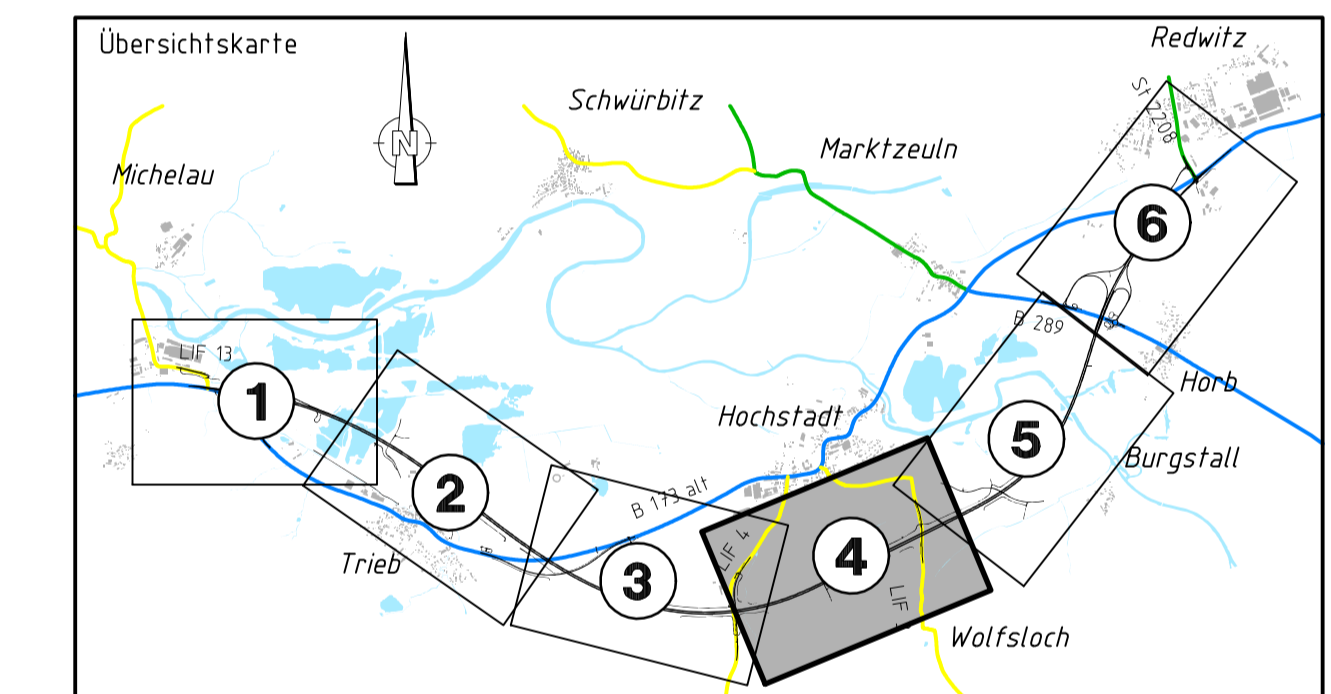 Übersichtskarte
Redwitz
St 2208
Schwürbitz
Marktzeuln
Michelau
N
6
B 289
LIF 13
Horb
1
Hochstadt
5
Burgstall
2
B 173 alt
Trieb
LIF 4
4
3
LIF
Wolfsloch